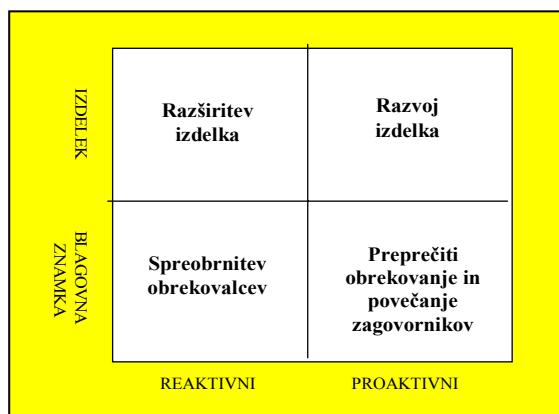 IZDELEK
Razširitev
izdelka
Razvoj
izdelka
BLAGOVNA
ZNAMKA
Spreobrnitev
obrekovalcev
Preprečiti
obrekovanje in
povečanje
zagovornikov
REAKTIVNI
PROAKTIVNI